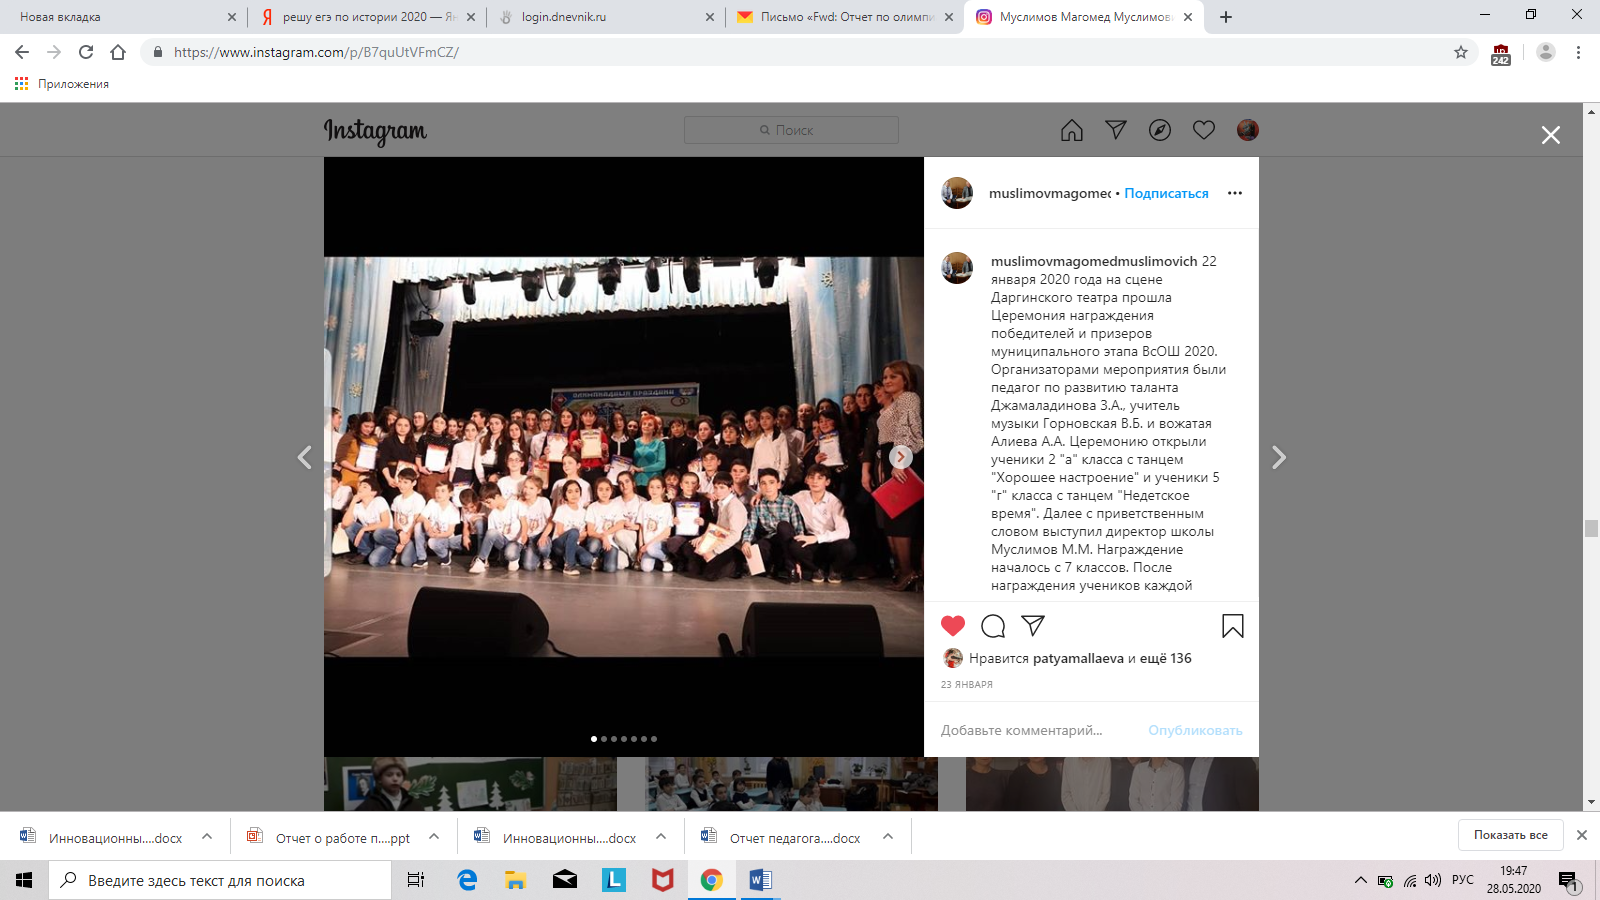 Новая вкладка
решу егэ по истории 2020 — Ян
login.dnevnik.ru
Письмо «Fwd: Отчет по олимпи
Муслимов Магомед Муслимови
https://www.instagram.com/p/B7quUtVFmCZ/
242
Приложения
Instagram
Поиск
muslimovmagomed • Подписаться
muslimovmagomedmuslimovich 22
января 2020 года на сцене
Даргинского театра прошла
Церемония награждения
победителей и призеров
муниципального этапа ВсОШ 2020.
Организаторами мероприятия были
педагог по развитию таланта
Джамаладинова З.А., учитель
музыки Горновская В.Б. и вожатая
Алиева А.А. Церемонию открыли
ученики 2 "а" класса с танцем
"Хорошее настроение" и ученики 5
"г" класса с танцем "Недетское
время". Далее с приветственным
словом выступил директор школы
Муслимов М.М. Награждение
началось с 7 классов. После
награждения учеников каждой
ОЛИМПИАДНЫЙ ПРАЗДНИК
Нравится patyamallaeva и ещё 136
23 ЯНВАРЯ
Добавьте комментарий...
Опубликовать
Инновационны....docx
Отчет о работе п....ppt
Инновационны....docx
Отчет педагога....docx
Показать все
Введите здесь текст для поиска
РУС
19:47
28.05.2020
1